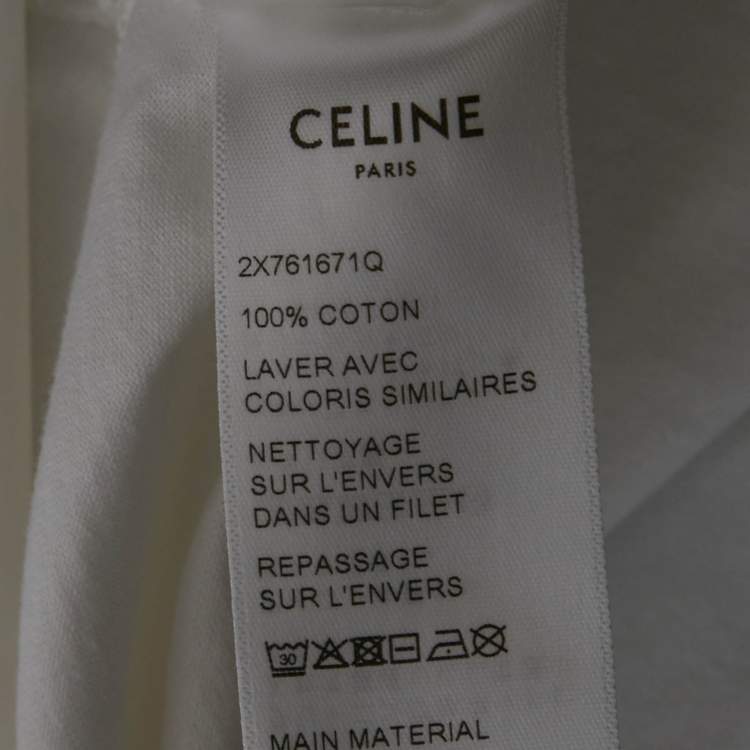 CELINE
PARIS
2X761671Q
100% COTON
LAVER AVEC
COLORIS SIMILAIRES
NETTOYAGE
SUR L'ENVERS
DANS UN FILET
REPASSAGE
SUR L'ENVERS
30
MAIN MATERIAL